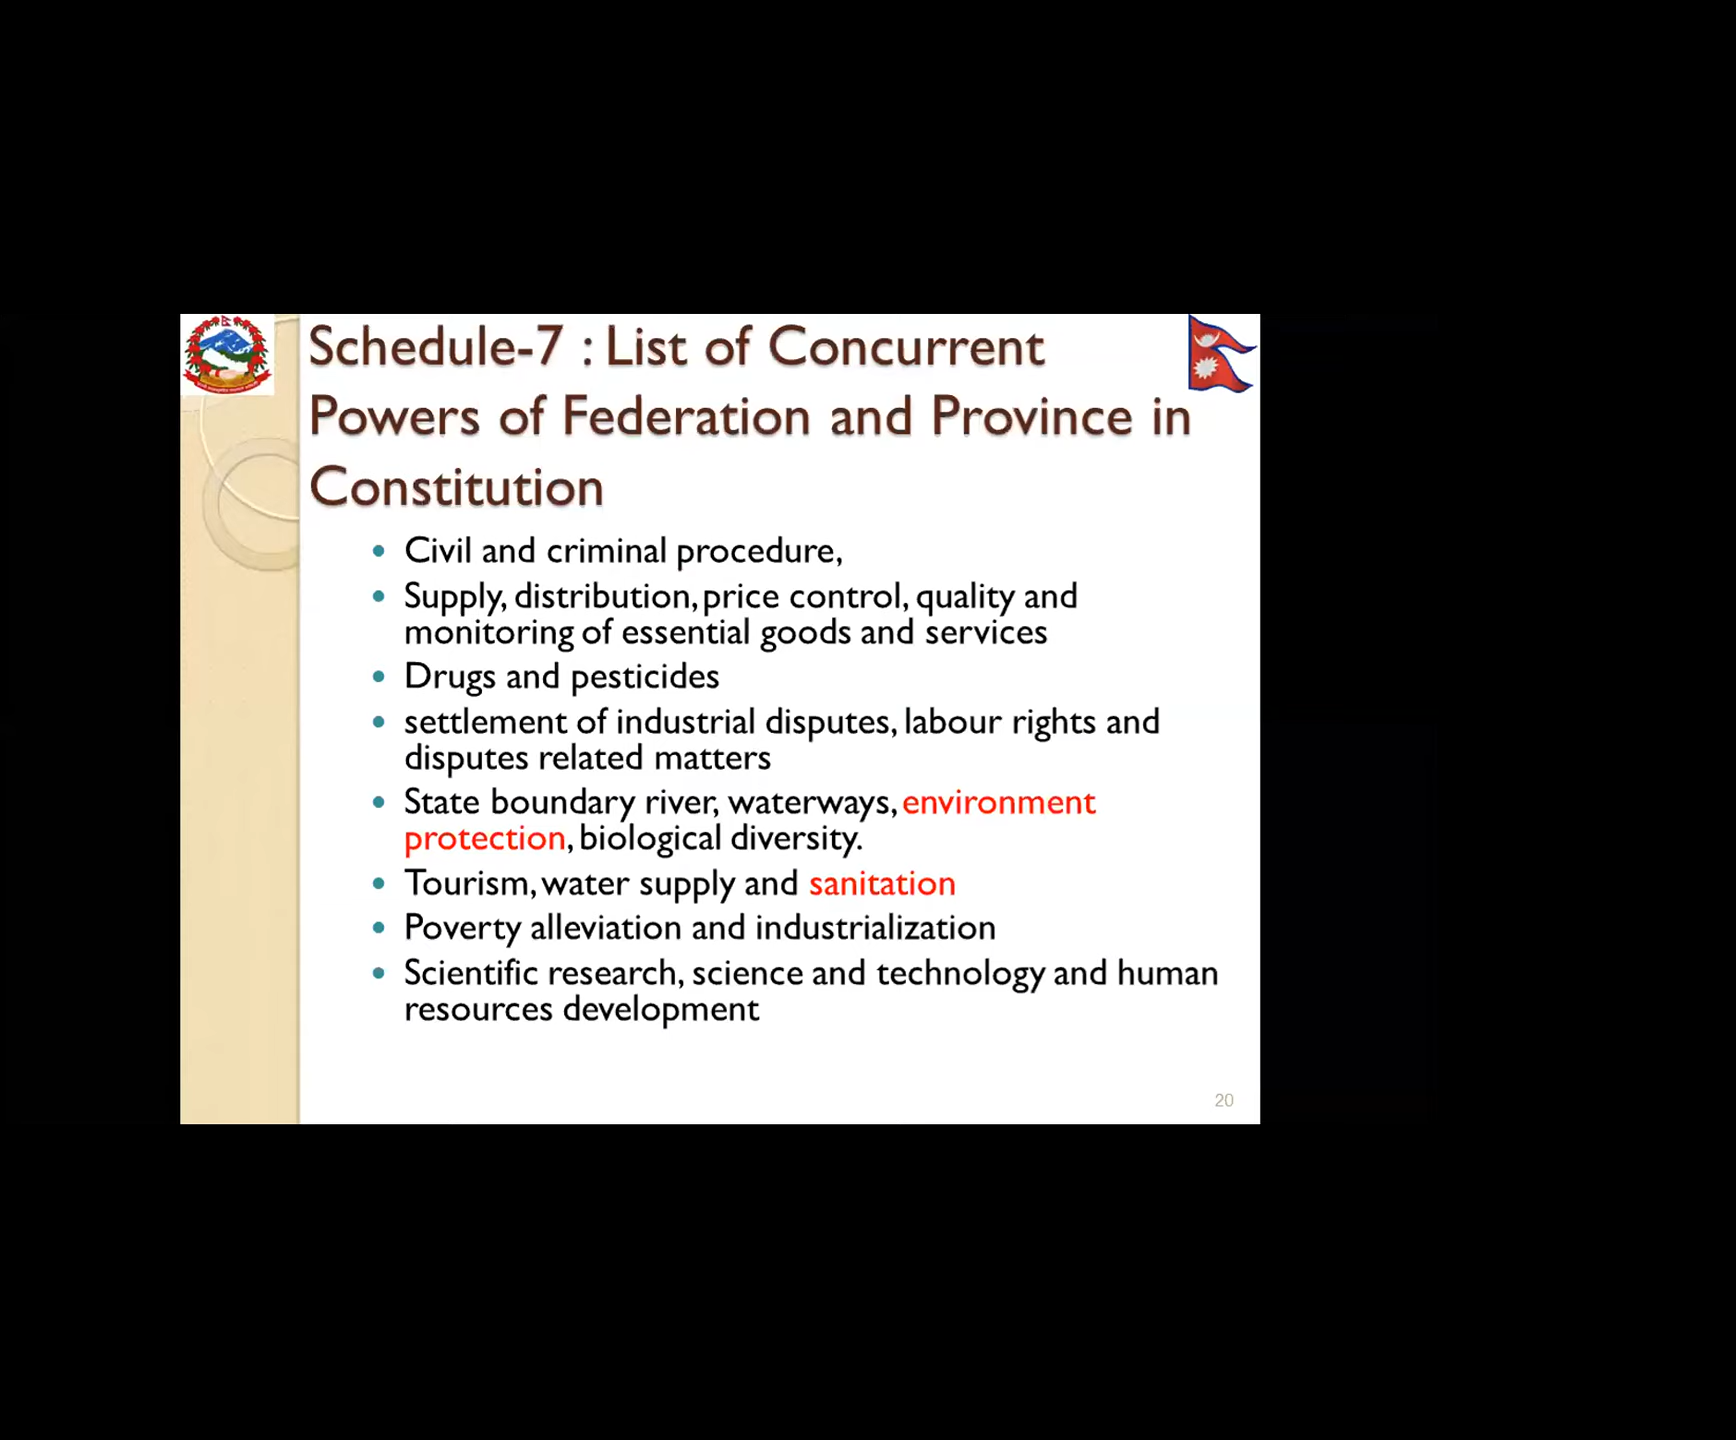 Schedule-7 : List of Concurrent
Powers of Federation and Province in
Constitution
• Civil and criminal procedure,
• Supply, distribution, price control, quality and
monitoring of essential goods and services
• Drugs and pesticides
• settlement of industrial disputes, labour rights and
disputes related matters
• State boundary river, waterways, environment
protection, biological diversity.
• Tourism, water supply and sanitation
• Poverty alleviation and industrialization
• Scientific research, science and technology and human
resources development
20